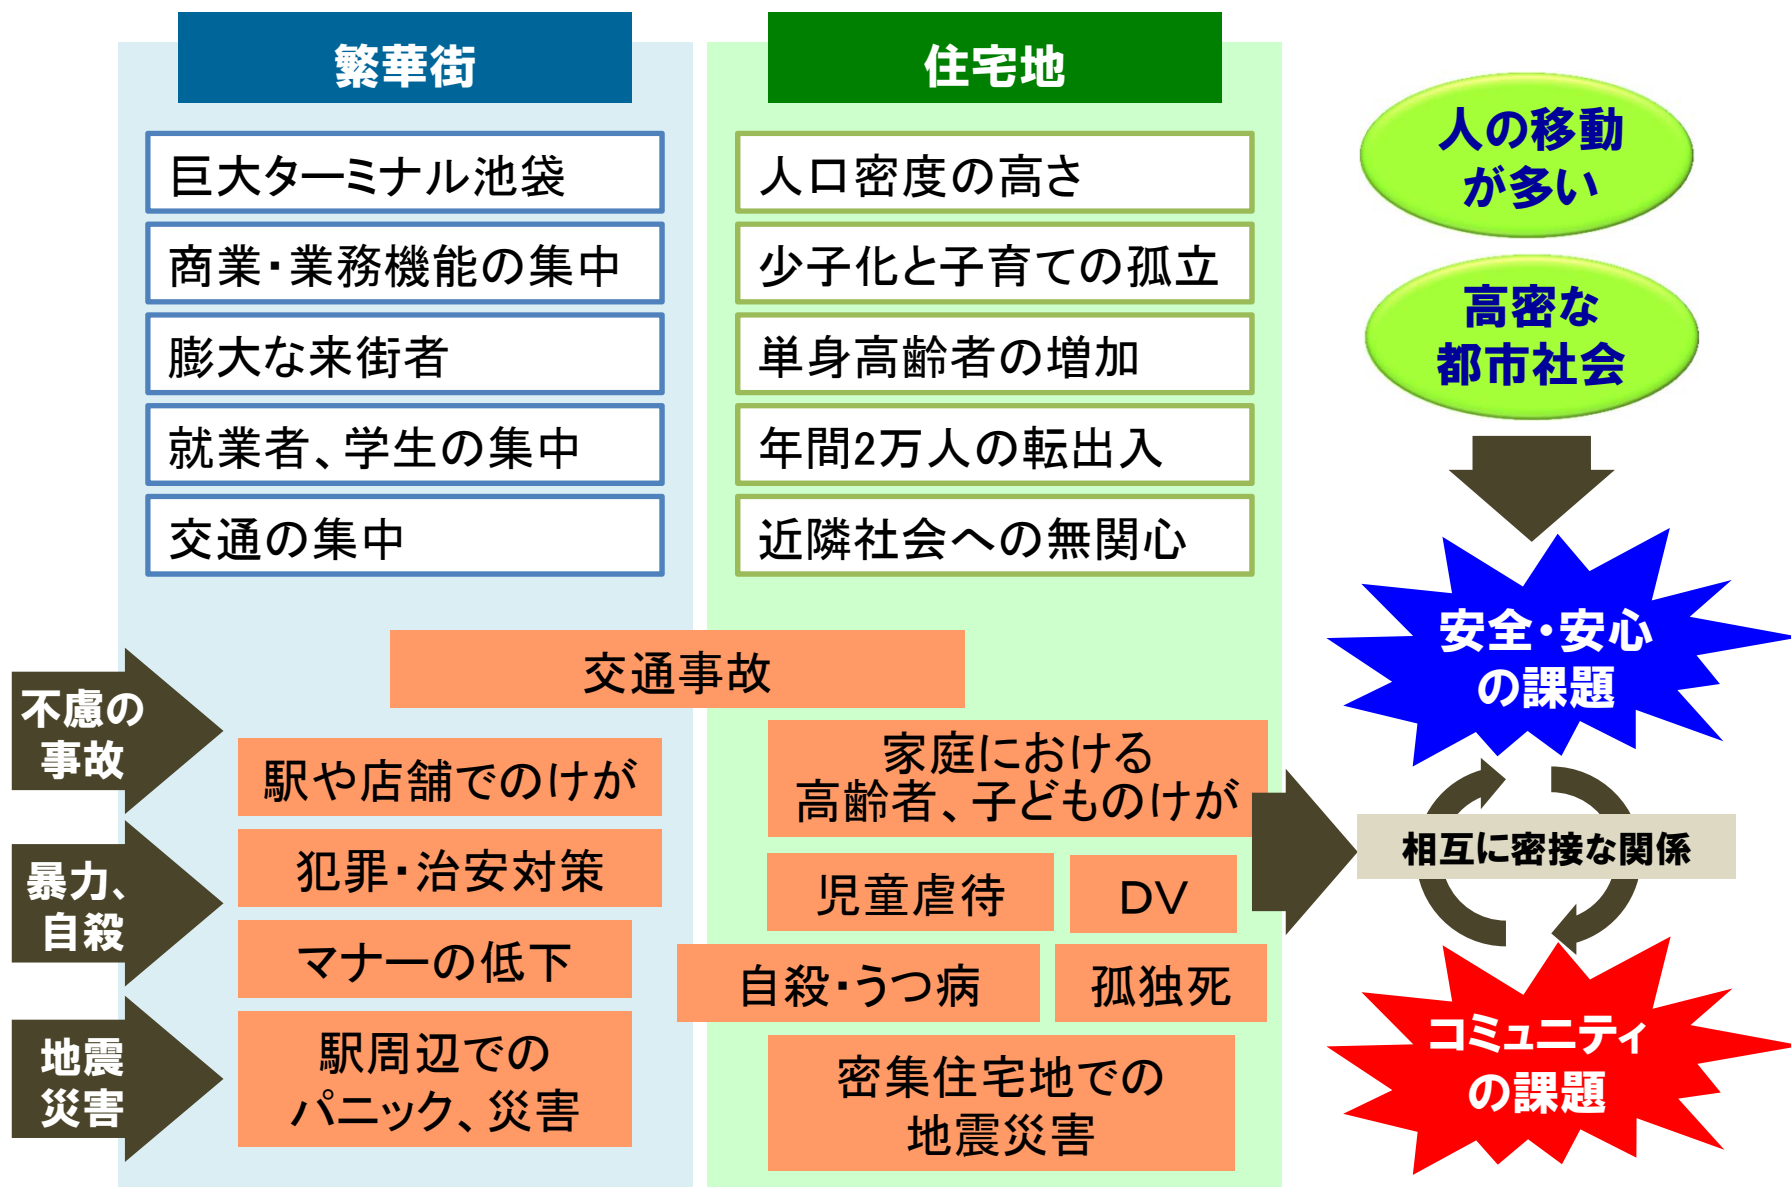 繁華街
巨大ターミナル池袋
商業・業務機能の集中
膨大な来街者
就業者、学生の集中
交通の集中
住宅地
人口密度の高さ
少子化と子育ての孤立
単身高齢者の増加
年間2万人の転出入
近隣社会への無関心
人の移動
が多い
高密な
都市社会
不慮の
事故
暴力、
自殺
地震
災害
交通事故
駅や店舗でのけが
犯罪・治安対策
マナーの低下
駅周辺での
パニック、災害
家庭における
高齢者、子どものけが
児童虐待
DV
自殺・うつ病
孤独死
密集住宅地での
地震災害
安全・安心
の課題
相互に密接な関係
コミュニティ
の課題